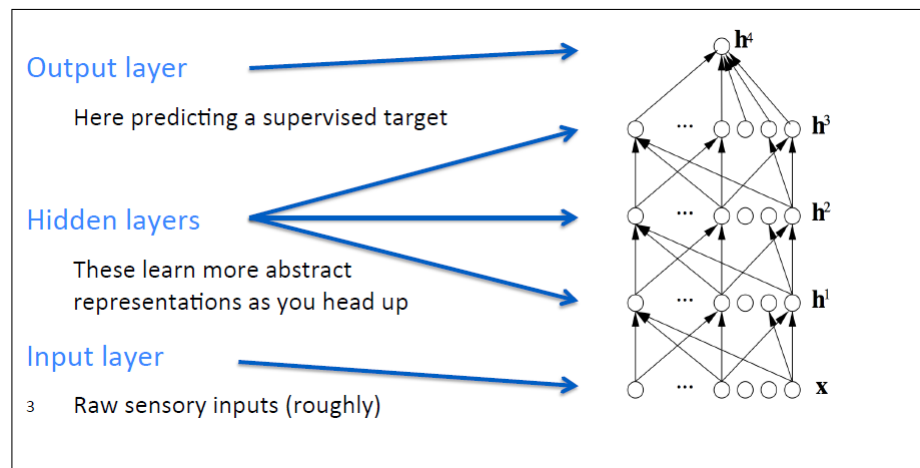 Output layer
Here predicting a supervised target
Hidden layers
These learn more abstract
representations as you head up
Input layer
3 Raw sensory inputs (roughly)
h⁴
... h³
... h²
... h¹
... x